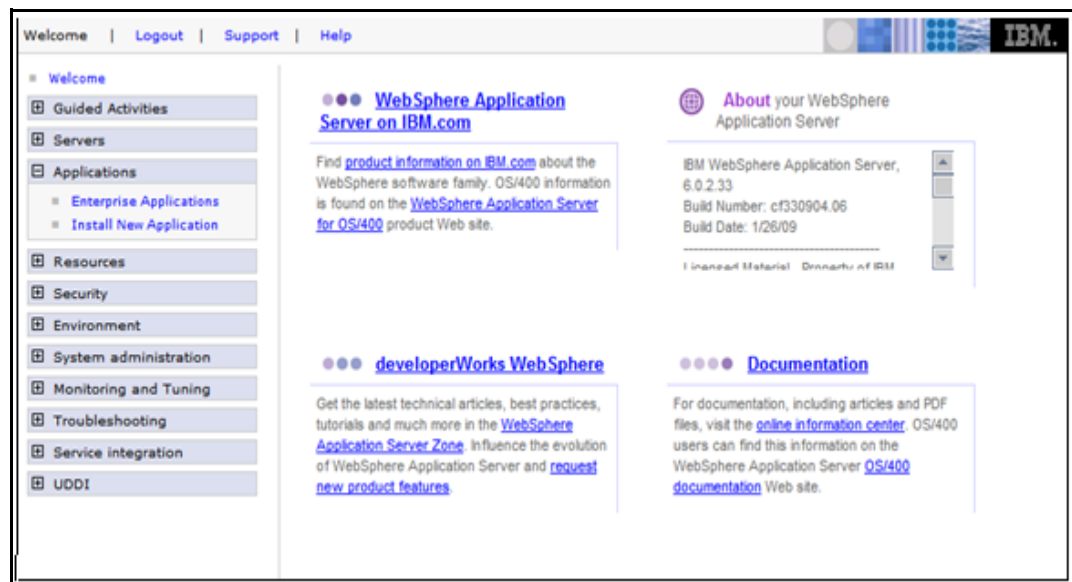 Welcome | Logout | Support | Help
IBM.
Welcome
Guided Activities
Servers
Applications
Enterprise Applications
Install New Application
Resources
Security
Environment
System administration
Monitoring and Tuning
Troubleshooting
Service integration
UDDI
WebSphere Application
Server on IBM.com
Find product information on IBM.com about the
WebSphere software family. OS/400 information
is found on the WebSphere Application Server
for OS/400 product Web site.
About your WebSphere
Application Server
IBM WebSphere Application Server,
6.0.2.33
Build Number: cf330904.06
Build Date: 1/26/09
----------------------------------------
Licensed Material - Property of IBM
developerWorks WebSphere
Get the latest technical articles, best practices,
tutorials and much more in the WebSphere
Application Server Zone. Influence the evolution
of WebSphere Application Server and request
new product features.
Documentation
For documentation, including articles and PDF
files, visit the online information center. OS/400
users can find this information on the
WebSphere Application Server OS/400
documentation Web site.